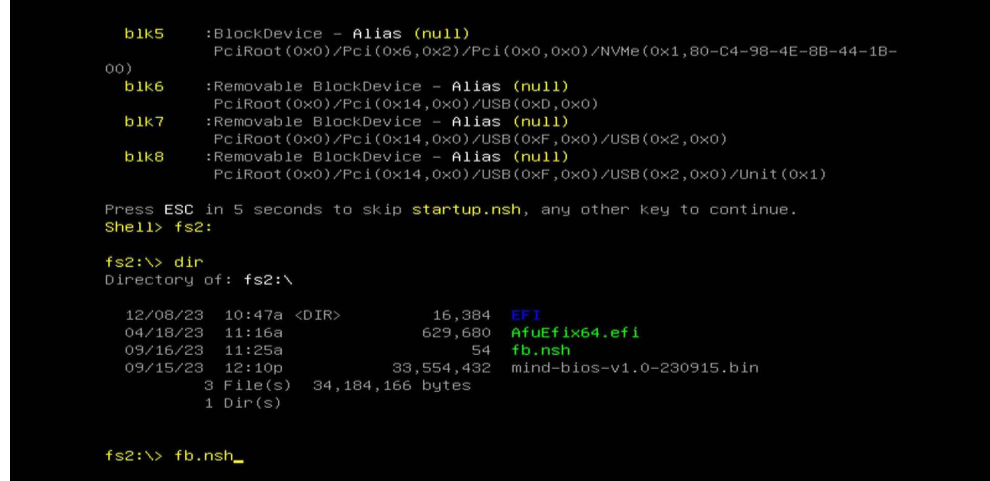 blk5 :BlockDevice - Alias (null)
PciRoot(0x0)/Pci(0x6,0x2)/Pci(0x0,0x0)/NVMe(0x1,80-C4-98-4E-8B-44-1B-
00)
blk6 :Removable BlockDevice - Alias (null)
PciRoot(0x0)/Pci(0x14,0x0)/USB(0xD,0x0)
blk7 :Removable BlockDevice - Alias (null)
PciRoot(0x0)/Pci(0x14,0x0)/USB(0xF,0x0)/USB(0x2,0x0)
blk8 :Removable BlockDevice - Alias (null)
PciRoot(0x0)/Pci(0x14,0x0)/USB(0xF,0x0)/USB(0x2,0x0)/Unit(0x1)
Press ESC in 5 seconds to skip startup.nsh, any other key to continue.
Shell> fs2:
fs2:\> dir
Directory of: fs2:\
12/08/23 10:47a <DIR> 16,384 EFI
04/18/23 11:16a 629,680 AfuEfix64.efi
09/16/23 11:25a 54 fb.nsh
09/15/23 12:10p 33,554,432 mind-bios-v1.0-230915.bin
3 File(s) 34,184,166 bytes
1 Dir(s)
fs2:\> fb.nsh_